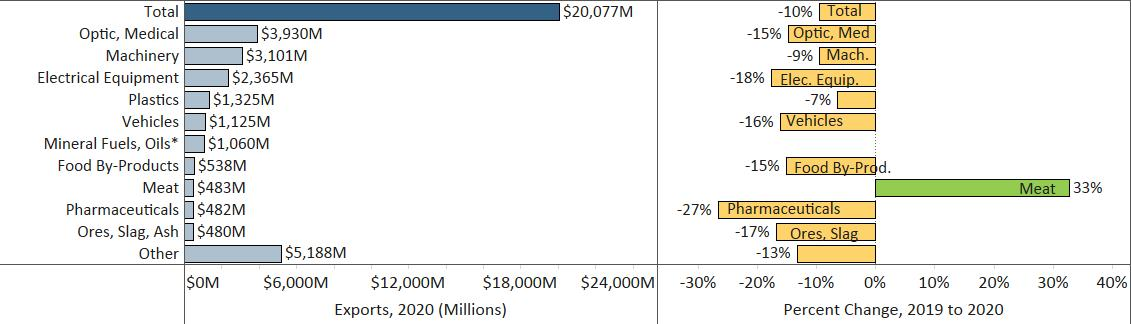 Total $20,077M -10% Total
Optic, Medical $3,930M -15% Optic, Med
Machinery $3,101M -9% Mach.
Electrical Equipment $2,365M -18% Elec. Equip.
Plastics $1,325M -7%
Vehicles $1,125M -16% Vehicles
Mineral Fuels, Oils* $1,060M
Food By-Products $538M -15% Food By-Prod.
Meat $483M Meat 33%
Pharmaceuticals $482M -27% Pharmaceuticals
Ores, Slag, Ash $480M -17% Ores, Slag
Other $5,188M -13%
$0M $6,000M $12,000M $18,000M $24,000M -30% -20% -10% 0% 10% 20% 30% 40%
Exports, 2020 (Millions) Percent Change, 2019 to 2020